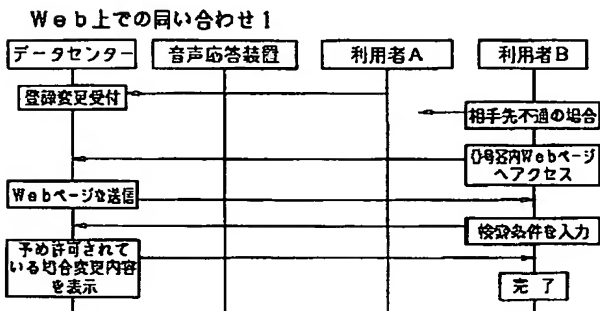 Web上での問い合わせ1
データセンター
音声応答装置
利用者A
利用者B
登録変更受付
相手先不通の場合
番号案内Webページ
へアクセス
Webページを送信
検索条件を入力
予め許可されて
いる場合変更内容
を表示
完了